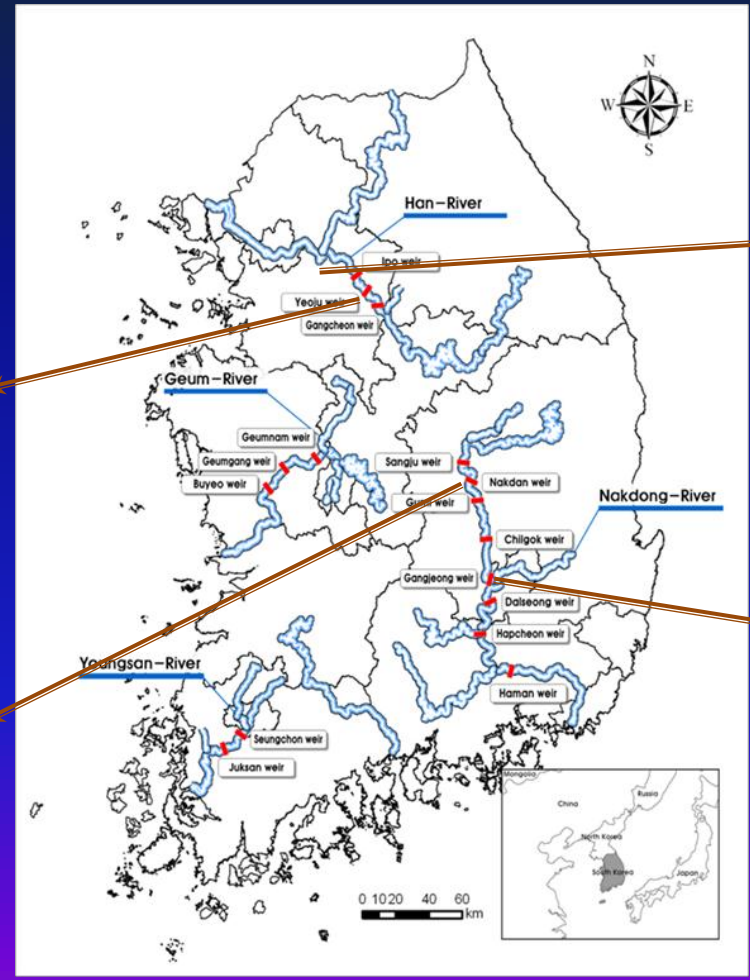 N
W E
S
Han-River
Ipo weir
Yeoju weir
Gangcheon weir
Geum-River
Geumnam weir
Geumgang weir
Buyeo weir
Sangju weir
Nakdan weir
Gumi weir
Nakdong-River
Chilgok weir
Gangjeong weir
Dalseong weir
Hapcheon weir
Haman weir
Youngsan-River
Seungchon weir
Juksan weir
Mongolia
Russia
China
North Korea
South Korea
Japan
0 10 20 40 60
km